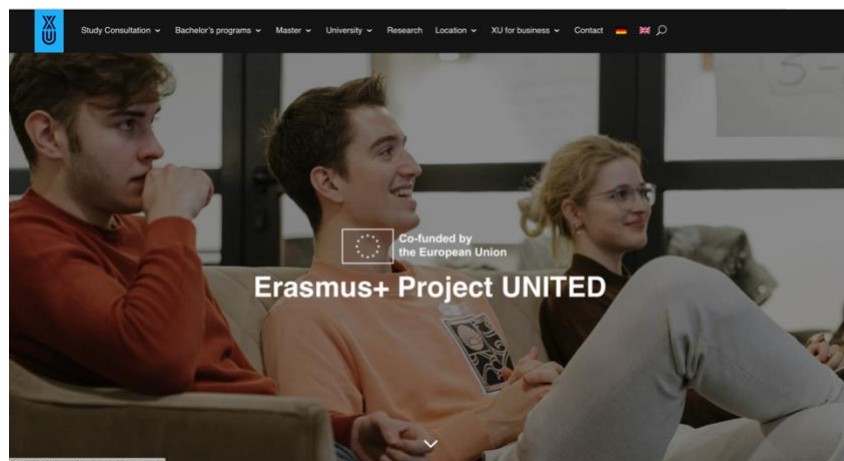 XU
Study Consultation
Bachelor's programs
Master
University
Research
Location
XU for business
Contact
Co-funded by
the European Union
Erasmus+ Project UNITED